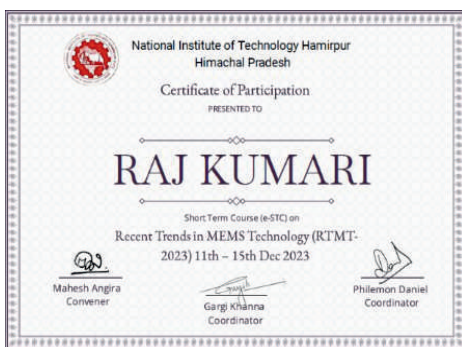 National Institute of Technology Hamirpur
Himachal Pradesh
Certificate of Participation
PRESENTED TO
RAJ KUMARI
Short Term Course (e-STC) on
Recent Trends in MEMS Technology (RTMT-
2023) 11th – 15th Dec 2023
Mahesh Angira
Convener
Gargi Khanna
Coordinator
Philemon Daniel
Coordinator